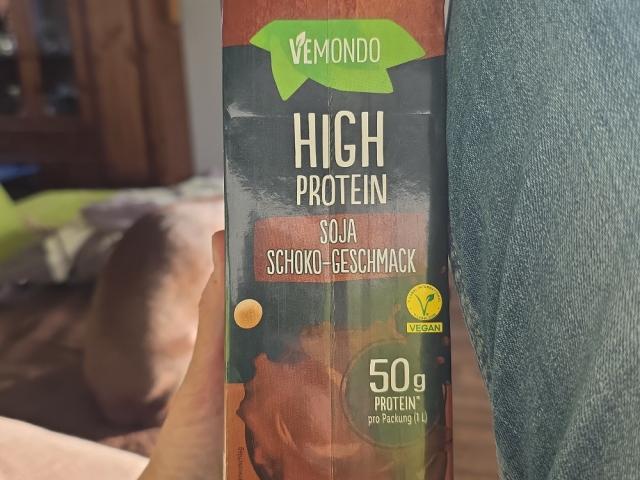 VEMONDO
HIGH
PROTEIN
SOJA
SCHOKO-GESCHMACK
VEGAN
50g
PROTEIN**
pro Packung (1 L)